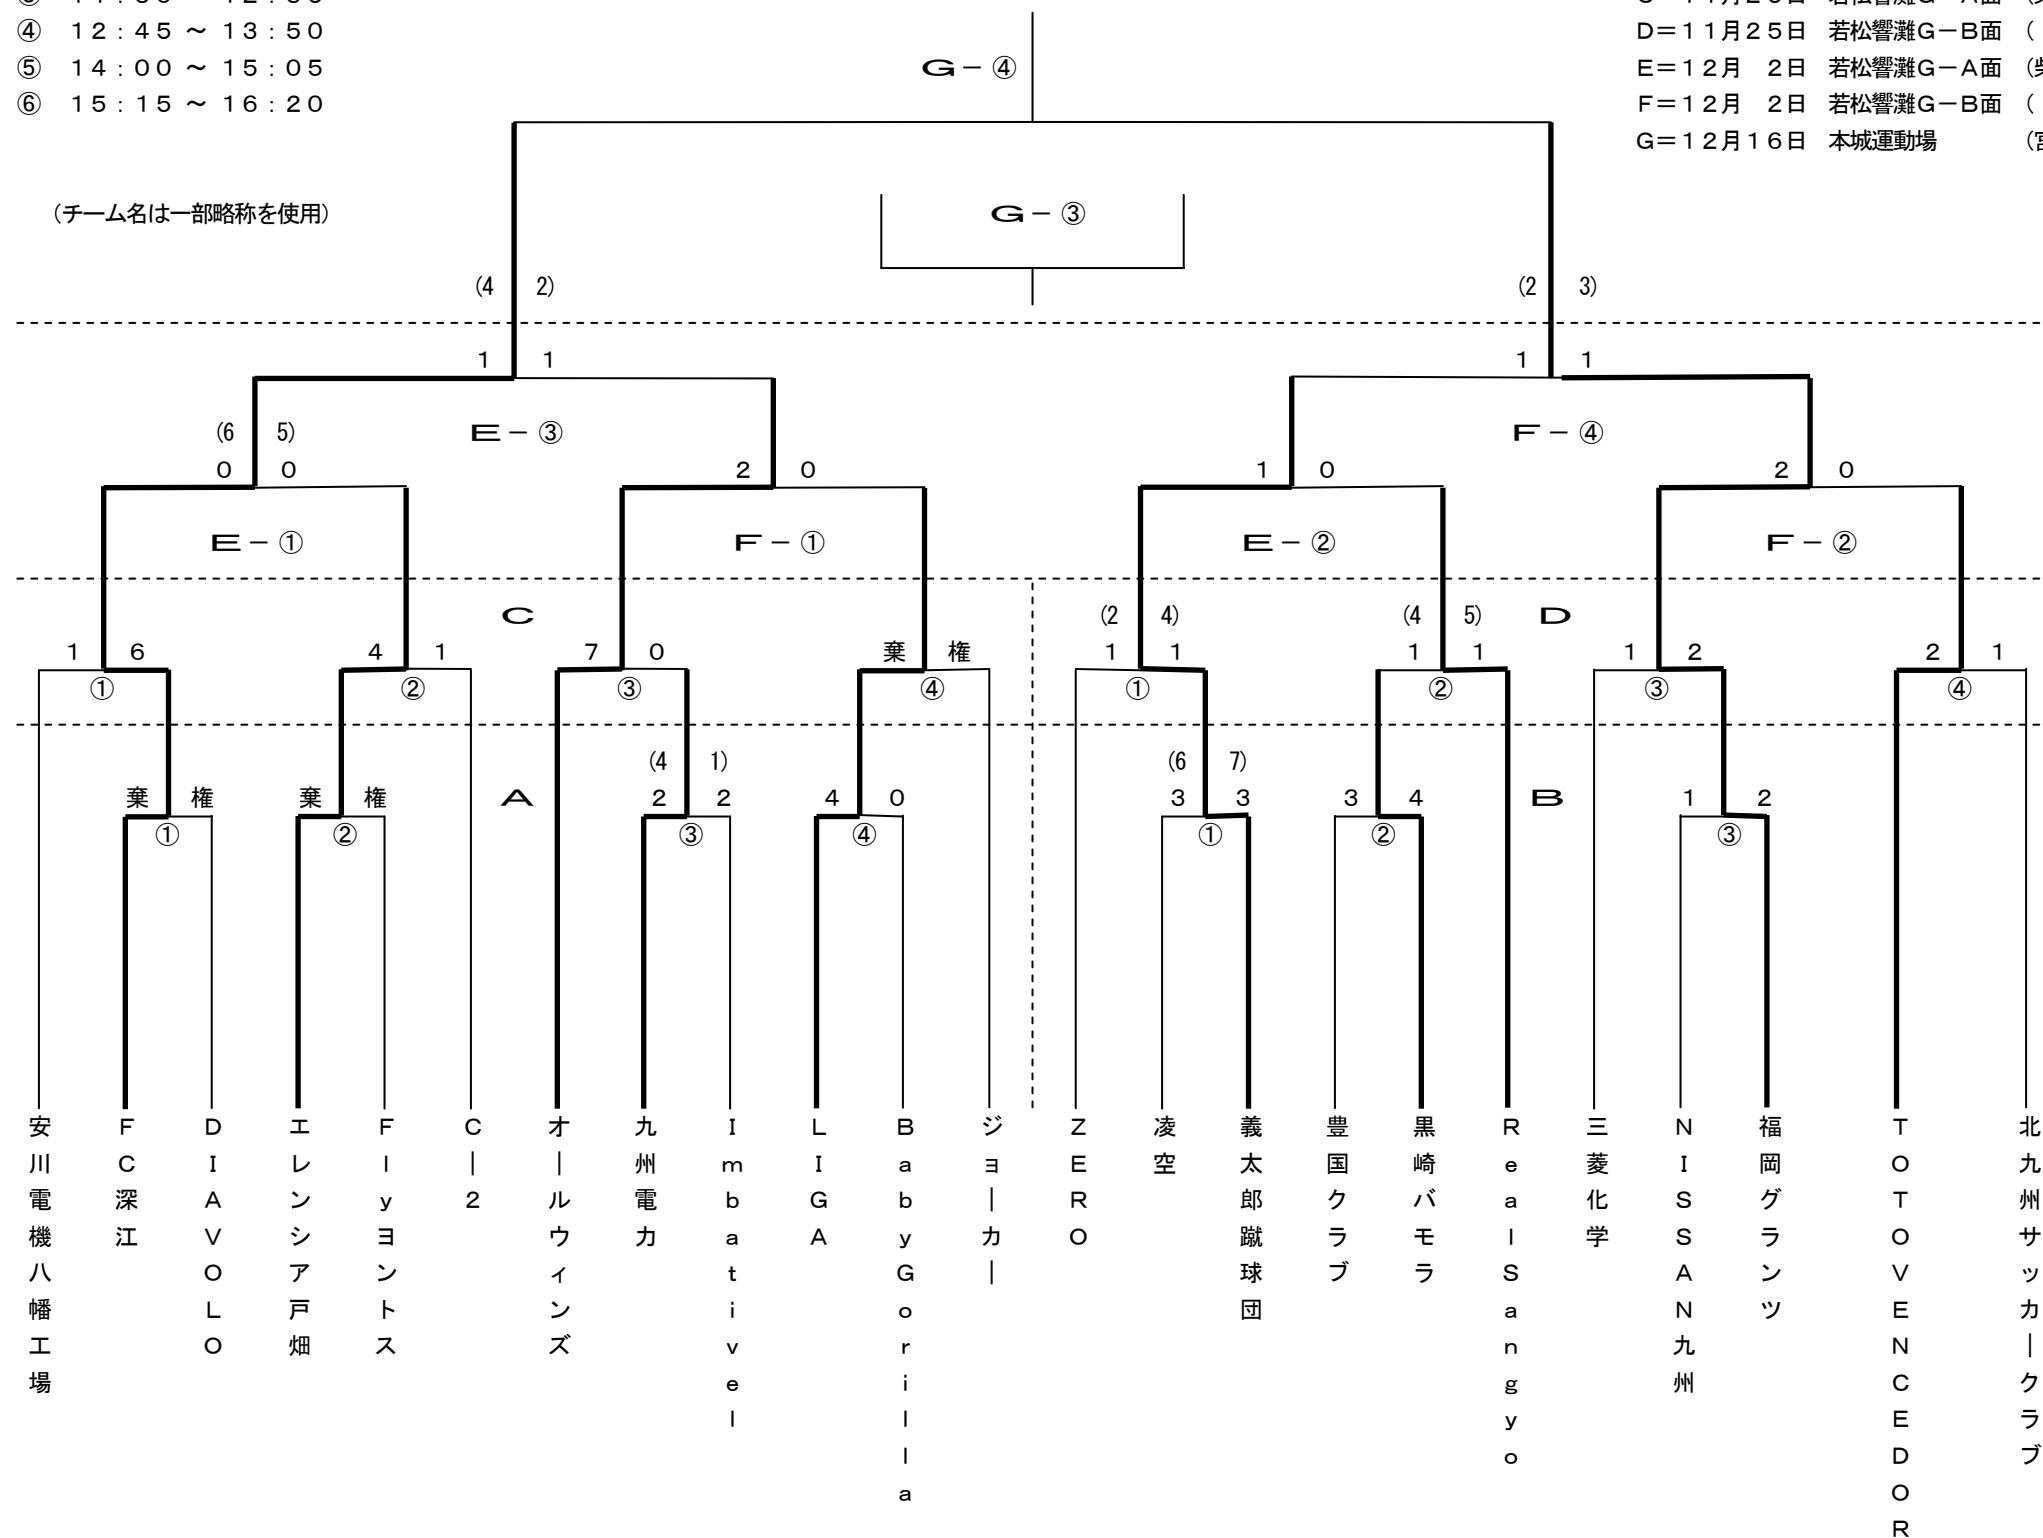 ④　１２：４５ ～ １３：５０
⑤　１４：００ ～ １５：０５
⑥　１５：１５ ～ １６：２０
D＝１１月２５日　若松響灘G－B面　（
E＝１２月　２日　若松響灘G－A面
F＝１２月　２日　若松響灘G－B面　（
G＝１２月１６日　本城運動場
（チーム名は一部略称を使用）
G－④
G－③
(4　2)
(2　3)
1　1
1　1
(6　5)
E－③
F－④
0　0
2　0
1　0
2　0
E－①
F－①
E－②
F－②
C
(2　4)
(4　5)
D
1　6
4　1
7　0
棄　権
1　1
1　1
1　2
2　1
①
②
③
④
①
②
③
④
(4　1)
(6　7)
棄　権
棄　権
A
2　2
4　0
3　3
3　4
B
1　2
①
②
③
④
①
②
③
安川電機八幡工場
FC深江
DIAVOLO
エレンシア戸畑
Flyヨントス
C｜2
オ｜ルウィンズ
九州電力
Imbativel
LIGA
BabyGorilla
ジョ｜カ｜
ZERO
凌空
義太郎蹴球団
豊国クラブ
黒崎バモラ
RealSangyo
三菱化学
NISSAN九州
福岡グランツ
TOTOVENCEDOR
北九州サッカ｜クラブ